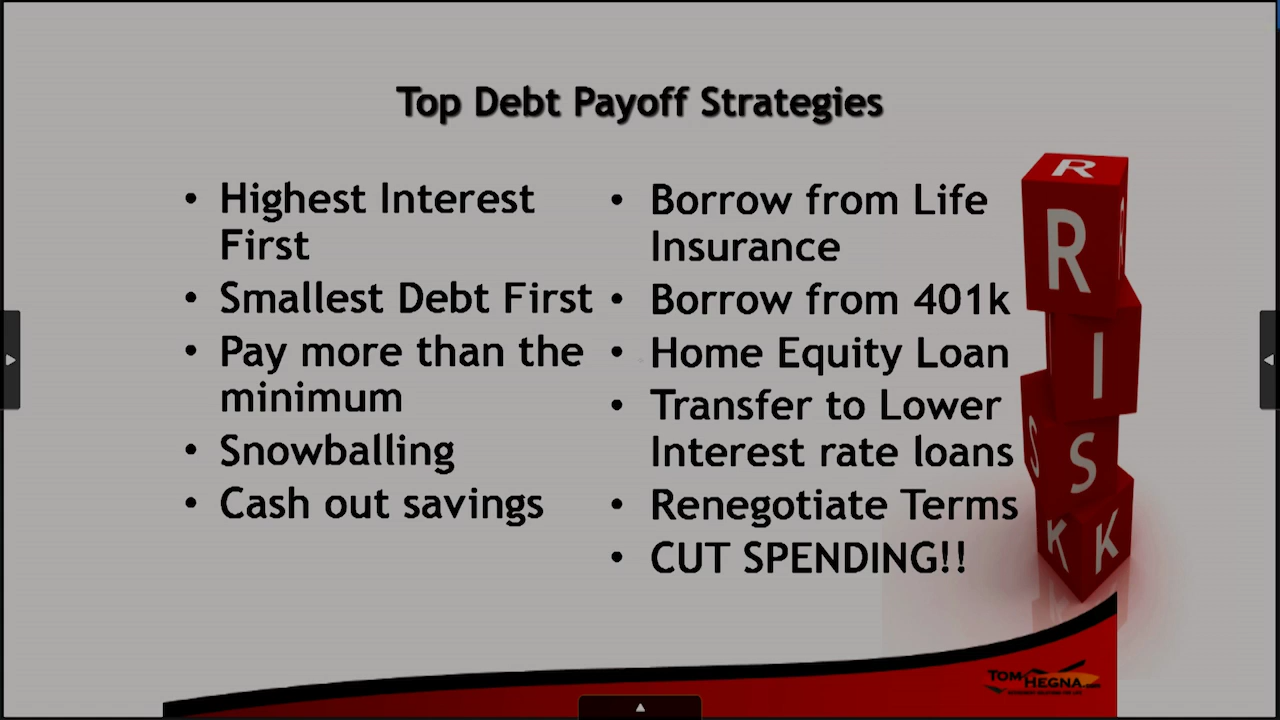 Top Debt Payoff Strategies
• Highest Interest
First
• Smallest Debt First
• Pay more than the
minimum
• Snowballing
• Cash out savings
• Borrow from Life
Insurance
• Borrow from 401k
• Home Equity Loan
• Transfer to Lower
Interest rate loans
• Renegotiate Terms
• CUT SPENDING!!
R
R
I
S
S
K
K
TOM
HEGNA